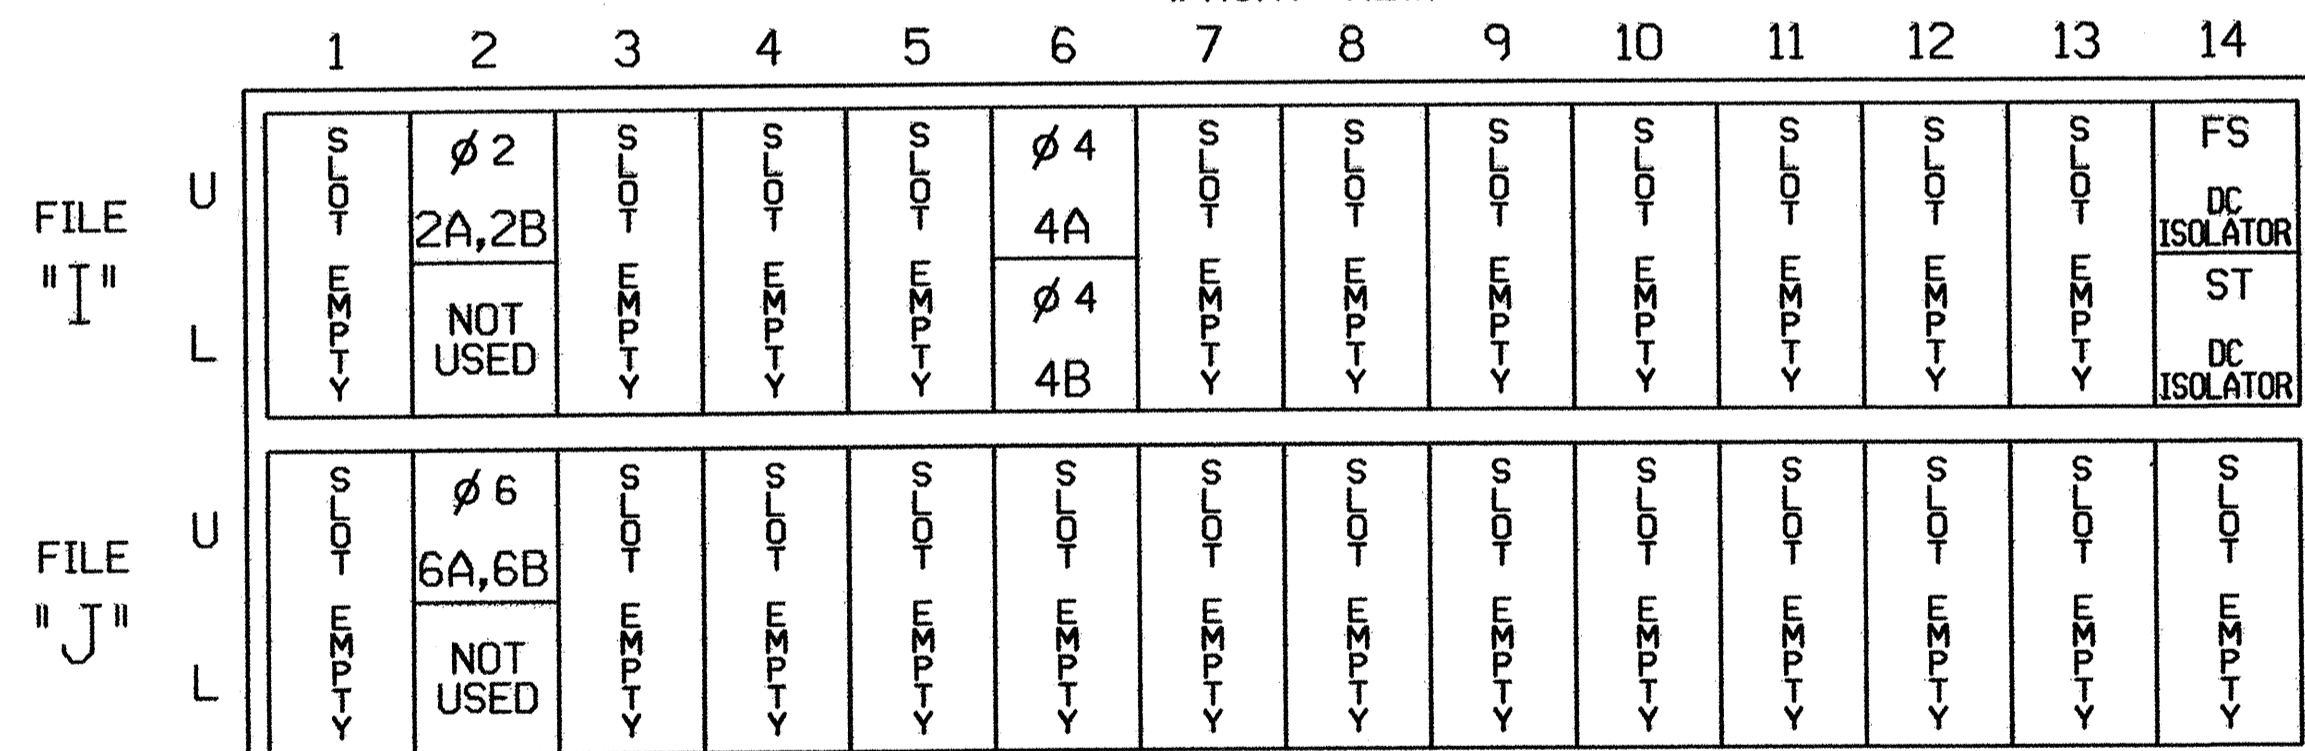 1 2 3 4 5 6 7 8 9 10 11 12 13 14
FILE "I"
U
L
SLOT EMPTY
ø 2
2A,2B
NOT USED
SLOT EMPTY
SLOT EMPTY
SLOT EMPTY
ø 4
4A
ø 4
4B
SLOT EMPTY
SLOT EMPTY
SLOT EMPTY
SLOT EMPTY
SLOT EMPTY
SLOT EMPTY
SLOT EMPTY
FS
DC
ISOLATOR
ST
DC
ISOLATOR
FILE "J"
U
L
SLOT EMPTY
ø 6
6A,6B
NOT USED
SLOT EMPTY
SLOT EMPTY
SLOT EMPTY
SLOT EMPTY
SLOT EMPTY
SLOT EMPTY
SLOT EMPTY
SLOT EMPTY
SLOT EMPTY
SLOT EMPTY
SLOT EMPTY
SLOT EMPTY